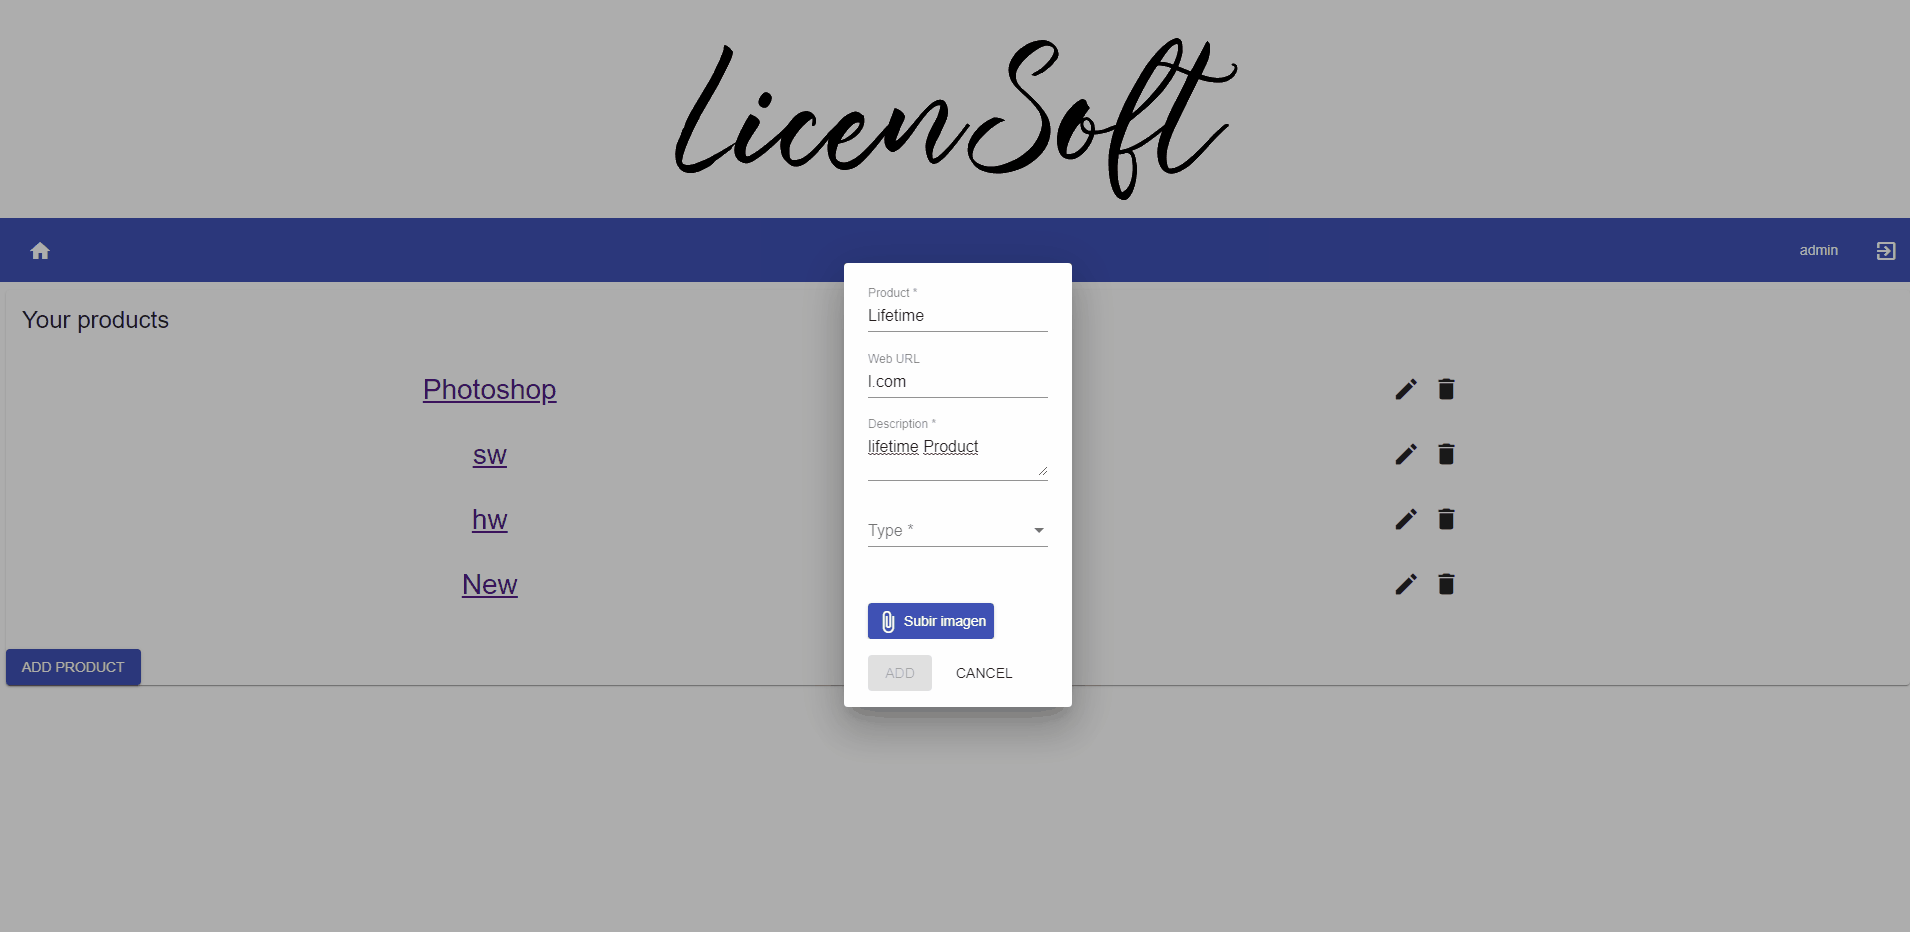 LicenSoft
admin
Your products
Photoshop
sw
hw
New
ADD PRODUCT
Product *
Lifetime
Web URL
l.com
Description *
lifetime Product
Type *
Subir imagen
ADD
CANCEL